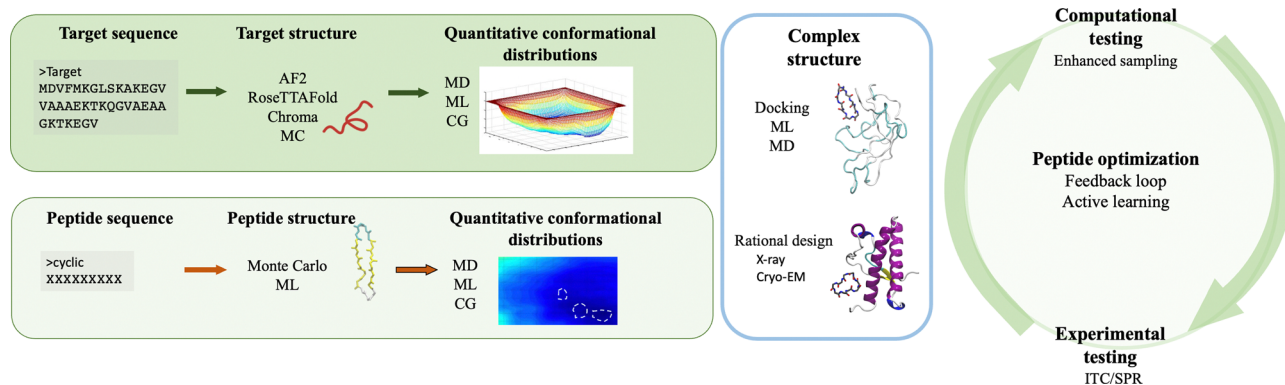 Target sequence
>Target
MDVFMKGLSKAKEGV
VAAAEKTKQGVAEAA
GKTKEGV
Target structure
AF2
RoseTTAFold
Chroma
MC
Quantitative conformational
distributions
MD
ML
CG
Peptide sequence
>cyclic
XXXXXXXXX
Peptide structure
Monte Carlo
ML
Quantitative conformational
distributions
MD
ML
CG
Complex
structure
Docking
ML
MD
Rational design
X-ray
Cryo-EM
Computational
testing
Enhanced sampling
Peptide optimization
Feedback loop
Active learning
Experimental
testing
ITC/SPR